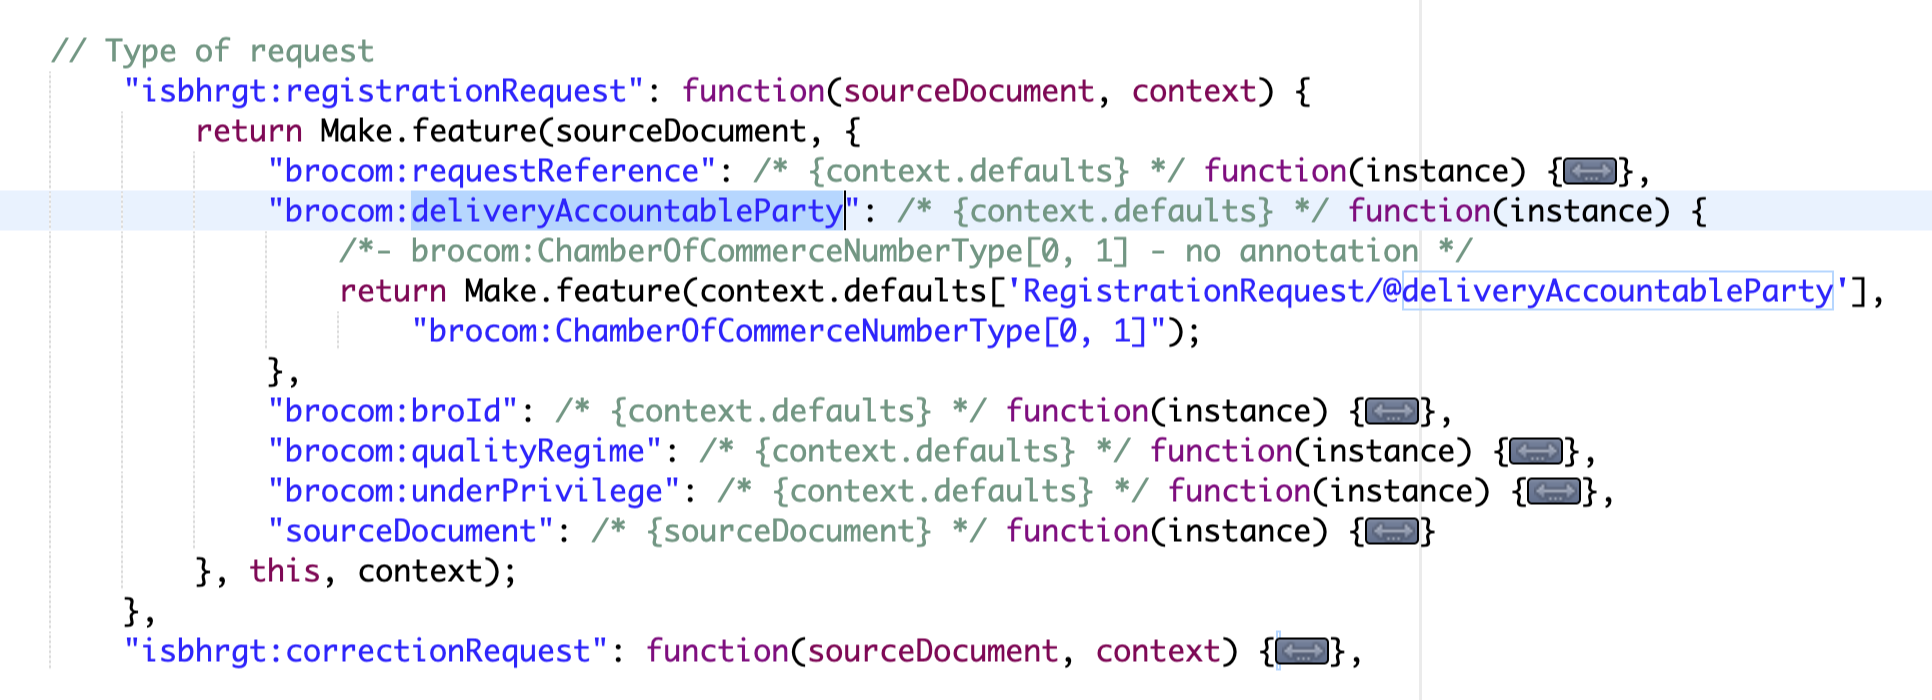 // Type of request
"isbhrgt:registrationRequest": function(sourceDocument, context) {
return Make.feature(sourceDocument, {
"brocom:requestReference": /* {context.defaults} */ function(instance) {...},
"brocom:deliveryAccountableParty": /* {context.defaults} */ function(instance) {
/*- brocom:ChamberOfCommerceNumberType[0, 1] - no annotation */
return Make.feature(context.defaults['RegistrationRequest/@deliveryAccountableParty'],
"brocom:ChamberOfCommerceNumberType[0, 1]");
},
"brocom:broId": /* {context.defaults} */ function(instance) {...},
"brocom:qualityRegime": /* {context.defaults} */ function(instance) {...},
"brocom:underPrivilege": /* {context.defaults} */ function(instance) {...},
"sourceDocument": /* {sourceDocument} */ function(instance) {...}
}, this, context);
},
"isbhrgt:correctionRequest": function(sourceDocument, context) {...},